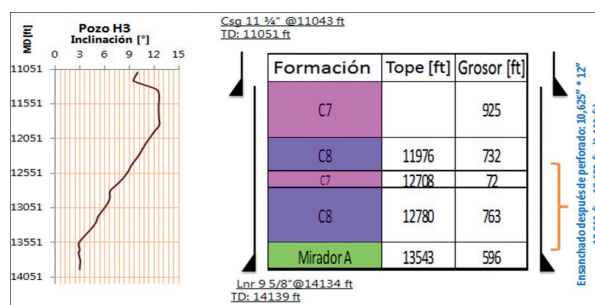 Csg 11 ¾” @11043 ft
TD: 11051 ft
Pozo H3
Inclinación [°]
MD[ft]
0 3 6 9 12 15
11051
11551
12051
12551
13051
13551
14051
Formación Tope [ft] Grosor [ft]
C7 925
C8 11976 732
C7 12708 72
C8 12780 763
Mirador A 13543 596
Ensanchado después de perforado: 10,625” * 12”
Lnr 9 5/8”@14134 ft
TD: 14139 ft